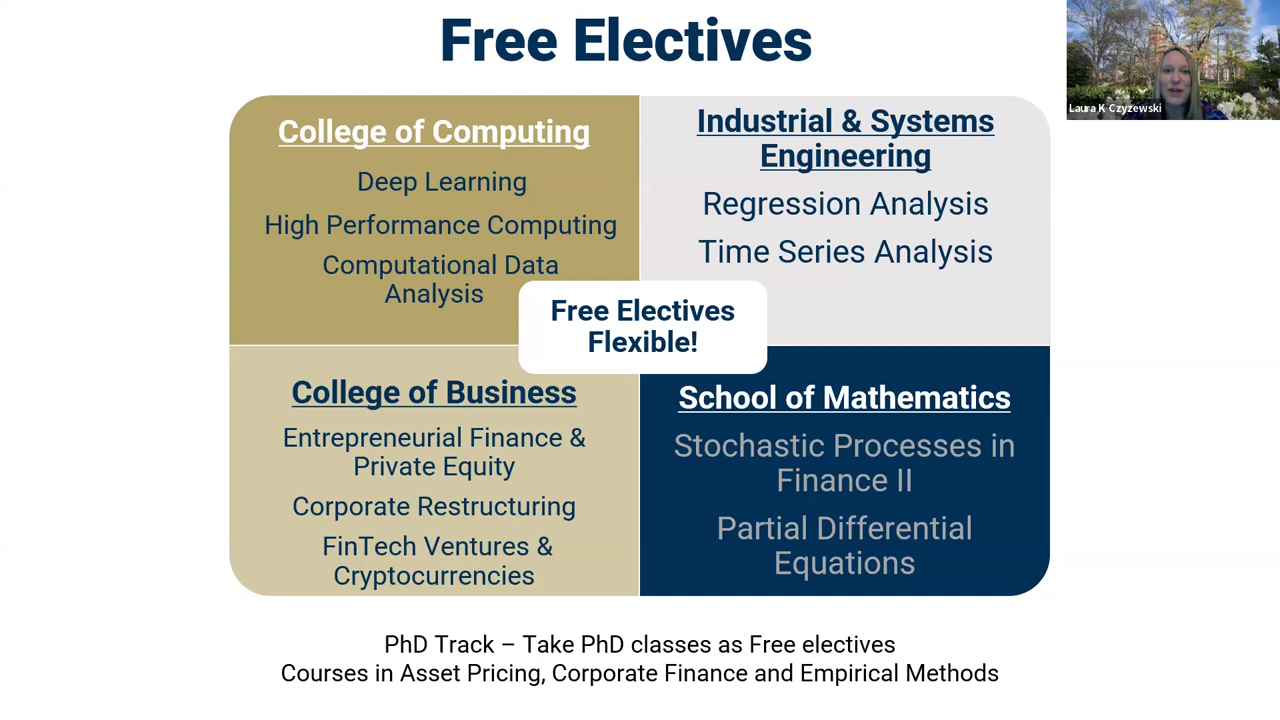 Free Electives
Laura K Czyzewski
College of Computing
Deep Learning
High Performance Computing
Computational Data
Analysis
Industrial & Systems
Engineering
Regression Analysis
Time Series Analysis
Free Electives
Flexible!
College of Business
Entrepreneurial Finance &
Private Equity
Corporate Restructuring
FinTech Ventures &
Cryptocurrencies
School of Mathematics
Stochastic Processes in
Finance II
Partial Differential
Equations
PhD Track – Take PhD classes as Free electives
Courses in Asset Pricing, Corporate Finance and Empirical Methods